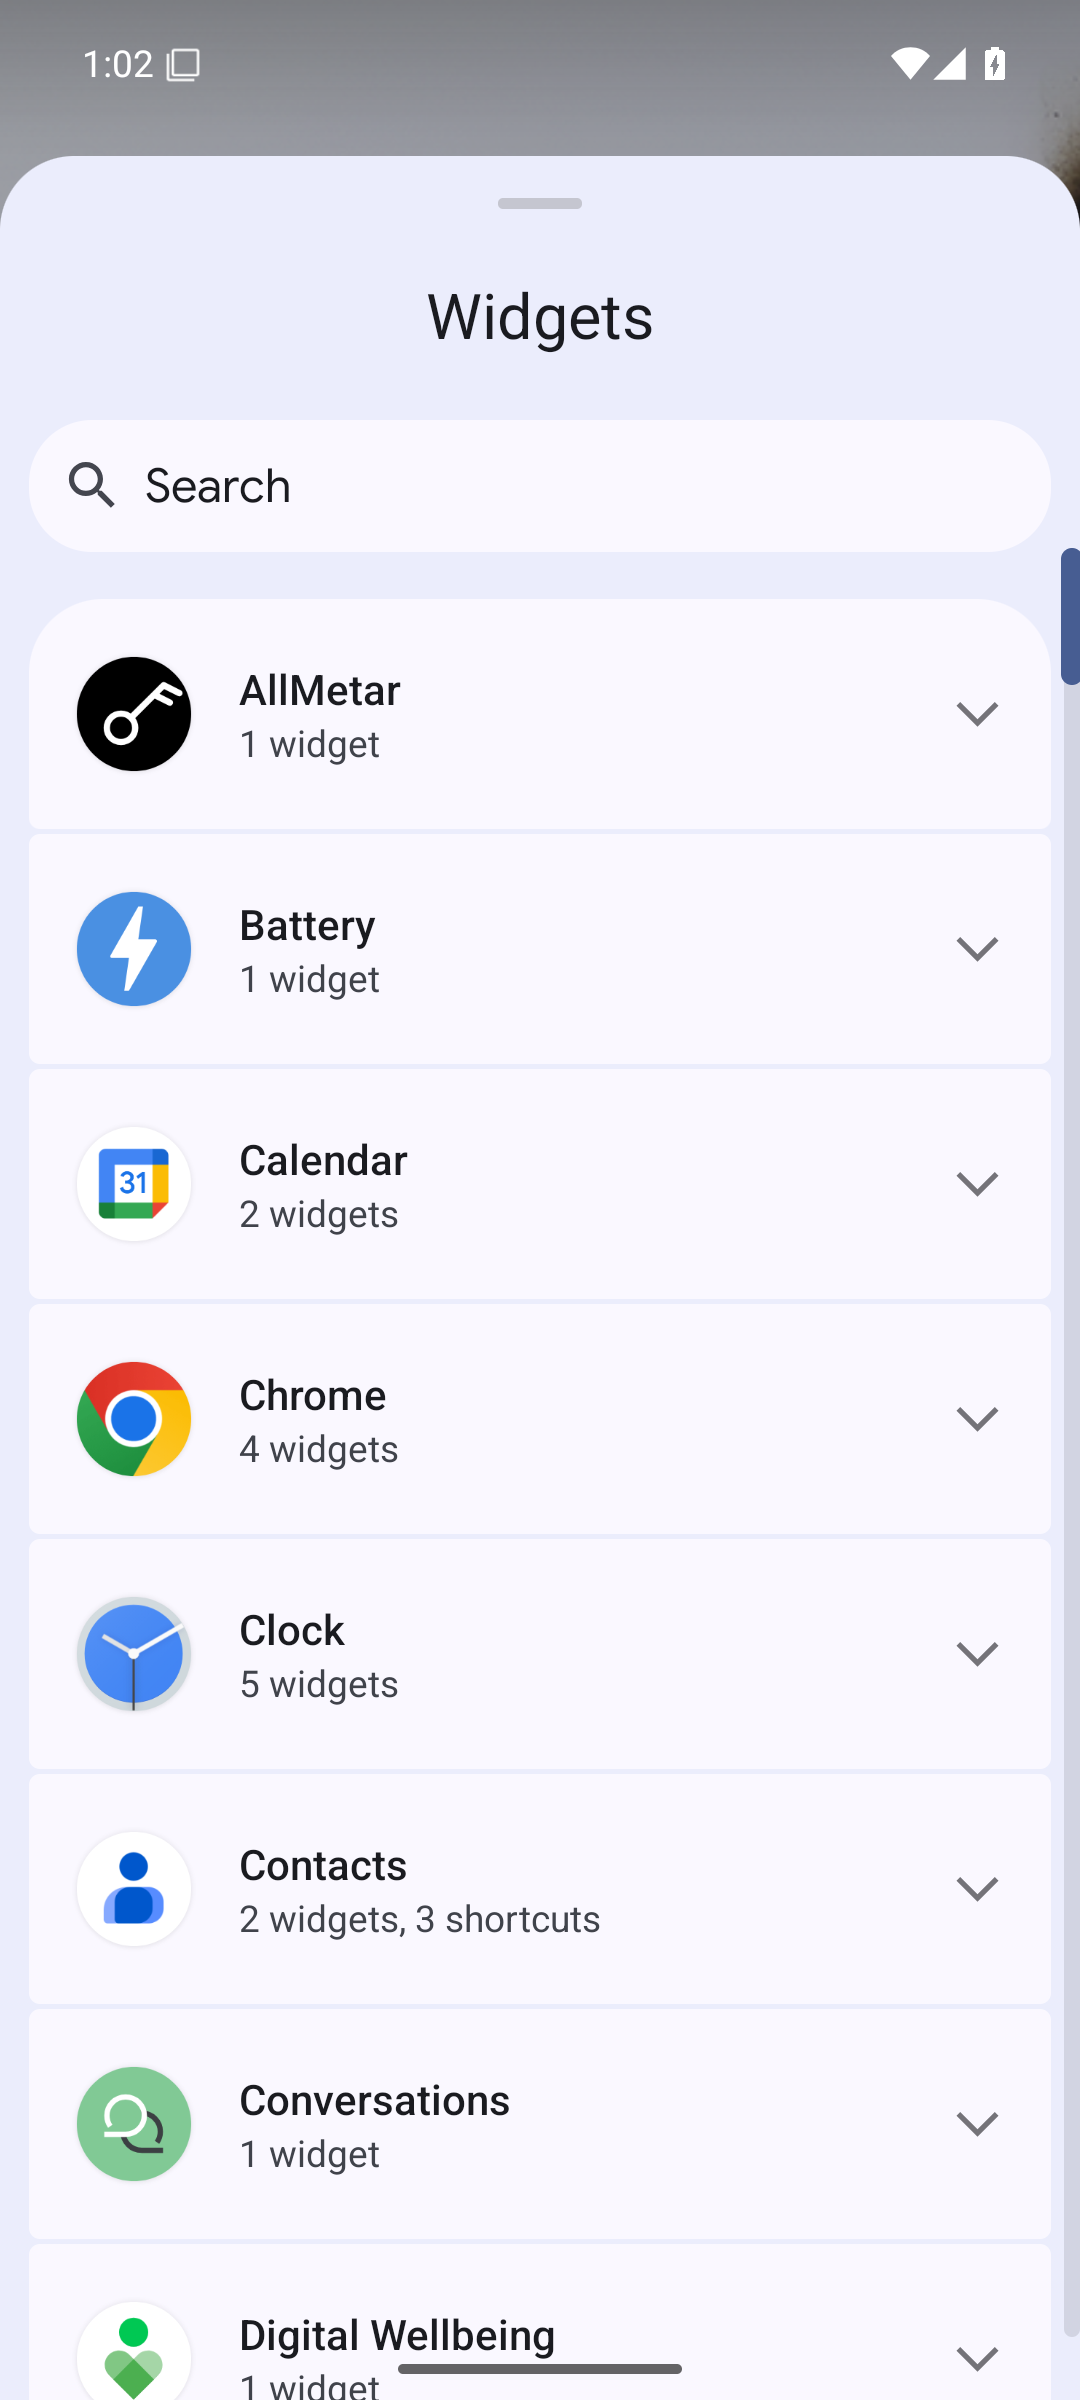 1:02
Widgets
Search
AllMetar
1 widget
Battery
1 widget
31
Calendar
2 widgets
Chrome
4 widgets
Clock
5 widgets
Contacts
2 widgets, 3 shortcuts
Conversations
1 widget
Digital Wellbeing
1 widget